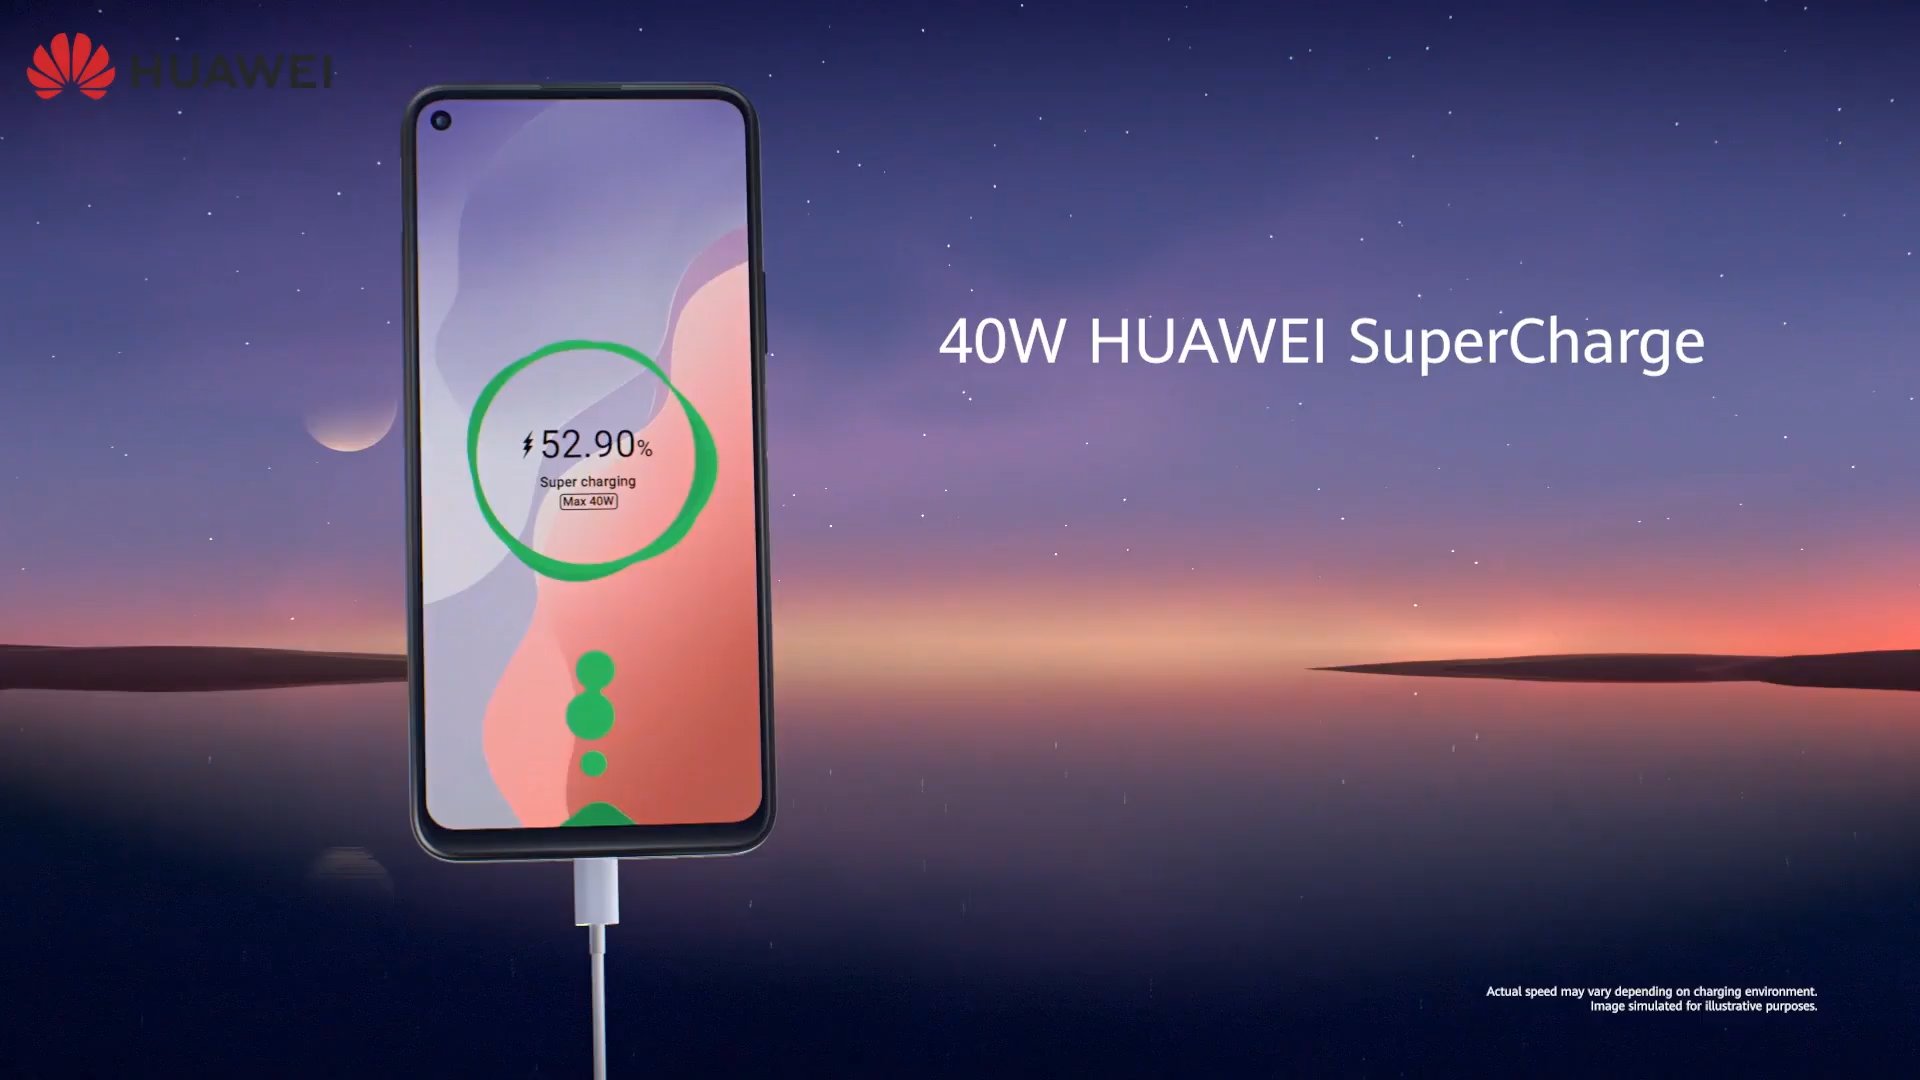 HUAWEI
40W HUAWEI SuperCharge
52.90%
Super charging
Max 40W
Actual speed may vary depending on charging environment.
Image simulated for illustrative purposes.